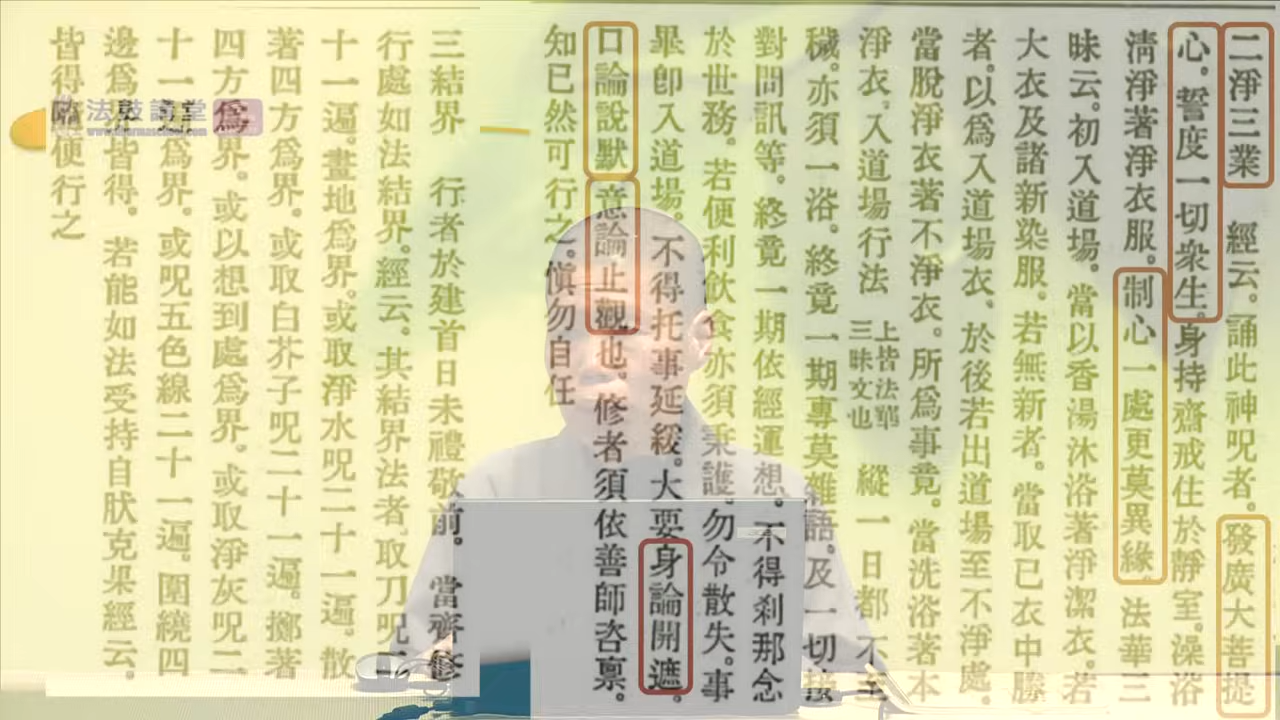 二淨三業　經云。誦此神呪者。發廣大菩提
心。誓度一切衆生。身持齋戒住於靜室。澡浴
淸淨著淨衣服。制心一處更莫異緣。法華三
昧云。初入道場。當以香湯沐浴著淨潔衣。若
大衣及諸新染服。若無新者。當取已衣中勝
者。以爲入道場衣。於後若出道場至不淨處。
當脫淨衣著不淨衣。所爲事竟。當洗浴著本
淨衣。入道場行法 上皆法華三昧文也 縱一日都不至
穢。亦須一浴。終竟一期專莫雜語。及一切接
對問訊等。終竟一期依經運想。不得刹那念
於世務。若便利飲食亦須秉護。勿令散失。事
畢卽入道場。不得托事延緩。大要身論開遮。
口論說默意論止觀也。修者須依善師咨禀。
知已然可行之。愼勿自任
三結界　行者於建首日未禮敬前。當齊修
行處如法結界。經云。其結界法者。取刀呪二
十一遍。畫地爲界。或取淨水呪二十一遍。散
著四方爲界。或取白芥子呪二十一遍。擲著
四方爲界。或以想到處爲界。或取淨灰呪二
十一遍爲界。或呪五色線二十一遍。圍繞四
邊爲界皆得。若能如法受持自肰克果經云。
皆得隨便行之
法鼓講堂